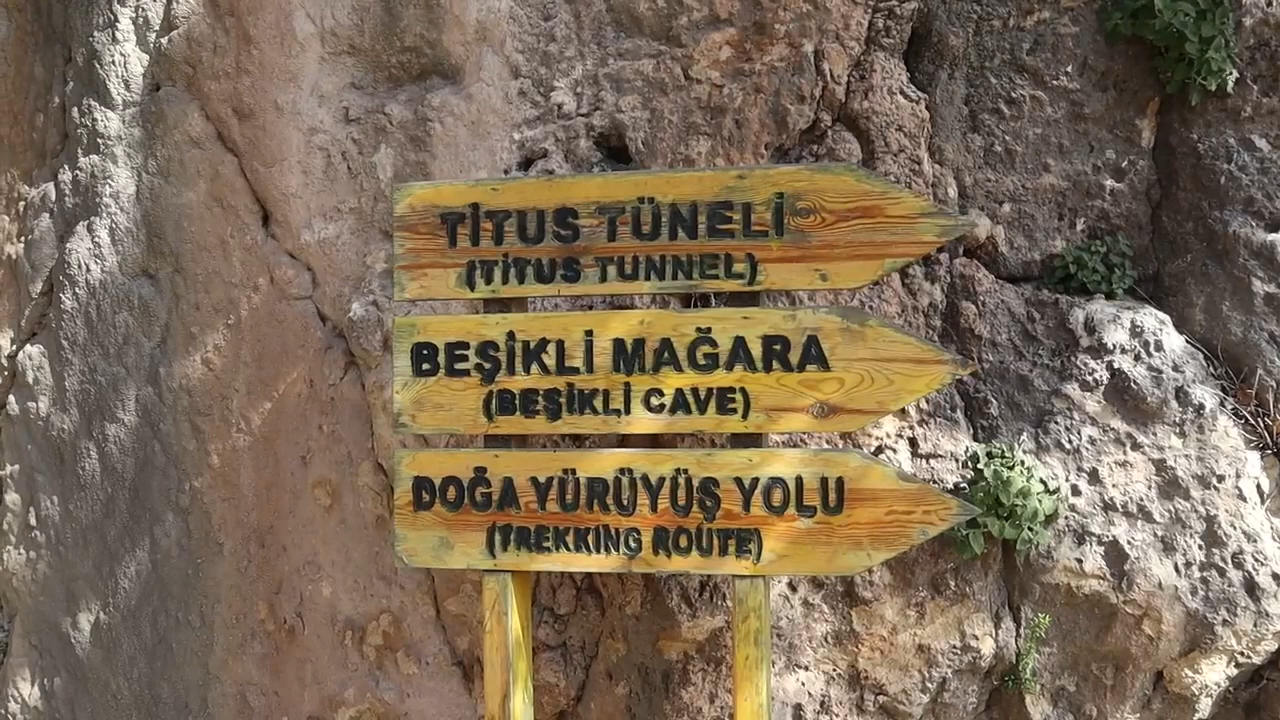 TİTUS TÜNELİ
(TİTUS TUNNEL)
BEŞİKLİ MAĞARA
(BEŞİKLİ CAVE)
DOĞA YÜRÜYÜŞ YOLU
(TREKKING ROUTE)